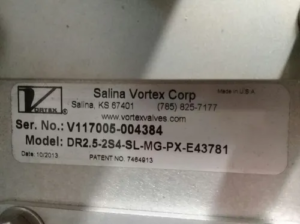 Salina Vortex Corp
Made in U.S.A.
VORTEX
Salina, KS 67401 (785) 825-7177
www.vortexvalves.com
Ser. No.: V117005-004384
Model: DR2.5-2S4-SL-MG-PX-E43781
Date: 10/2013 PATENT NO. 7464913